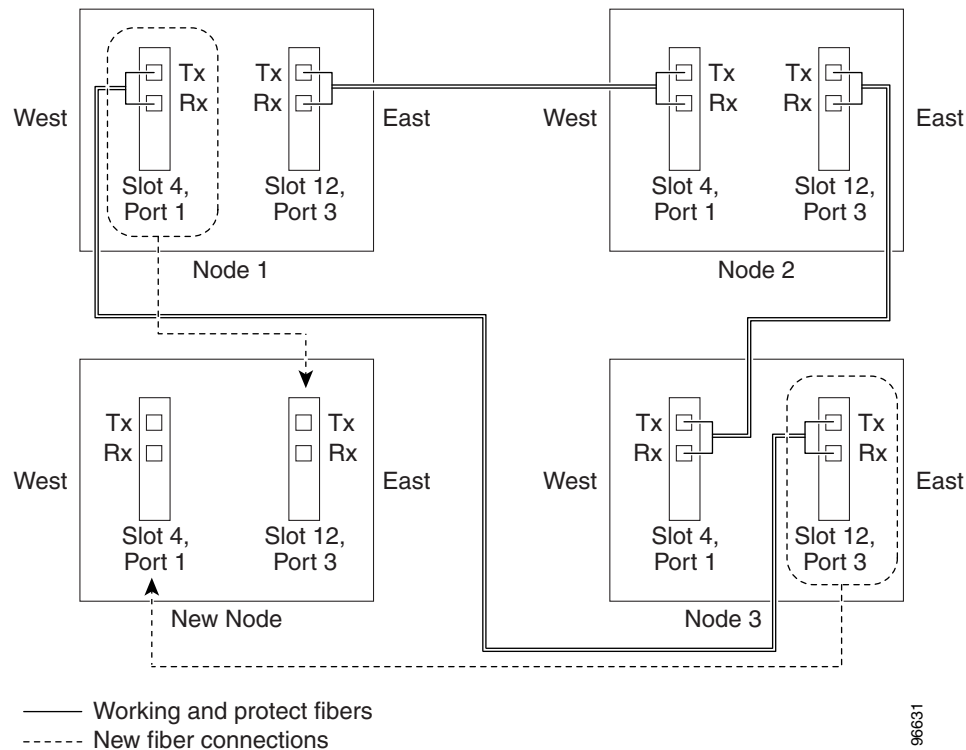 Tx
Rx
West
Slot 4,
Port 1
Tx
Rx
East
Slot 12,
Port 3
Node 1
Tx
Rx
West
Slot 4,
Port 1
Tx
Rx
East
Slot 12,
Port 3
Node 2
Tx
Rx
West
Slot 4,
Port 1
Tx
Rx
East
Slot 12,
Port 3
New Node
Tx
Rx
West
Slot 4,
Port 1
Tx
Rx
East
Slot 12,
Port 3
Node 3
Working and protect fibers
New fiber connections
96631